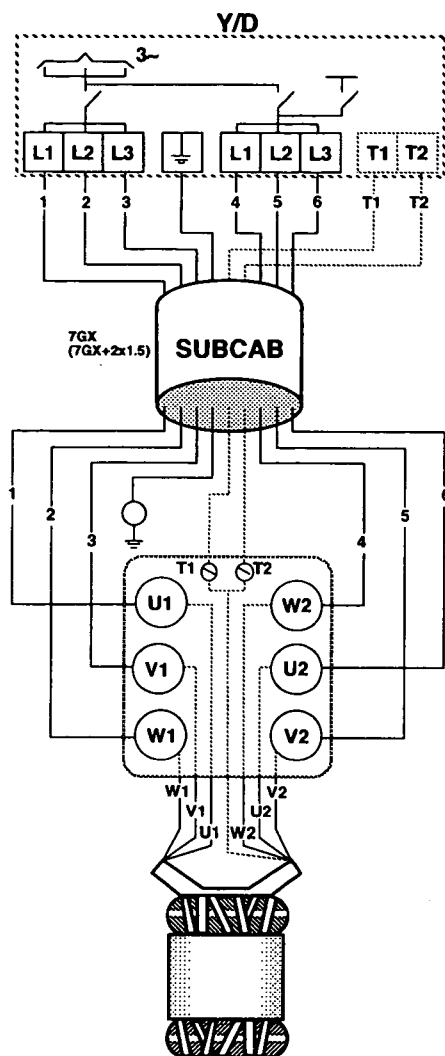 Y/D
3~
L1 L2 L3 L1 L2 L3 T1 T2
1 2 3 4 5 6 T1 T2
7GX
(7GX+2x1.5)
SUBCAB
1 2 3 4 5 6
T1 T2
U1 W2
V1 U2
W1 V2
W1 V1 U1 W2 U2 V2